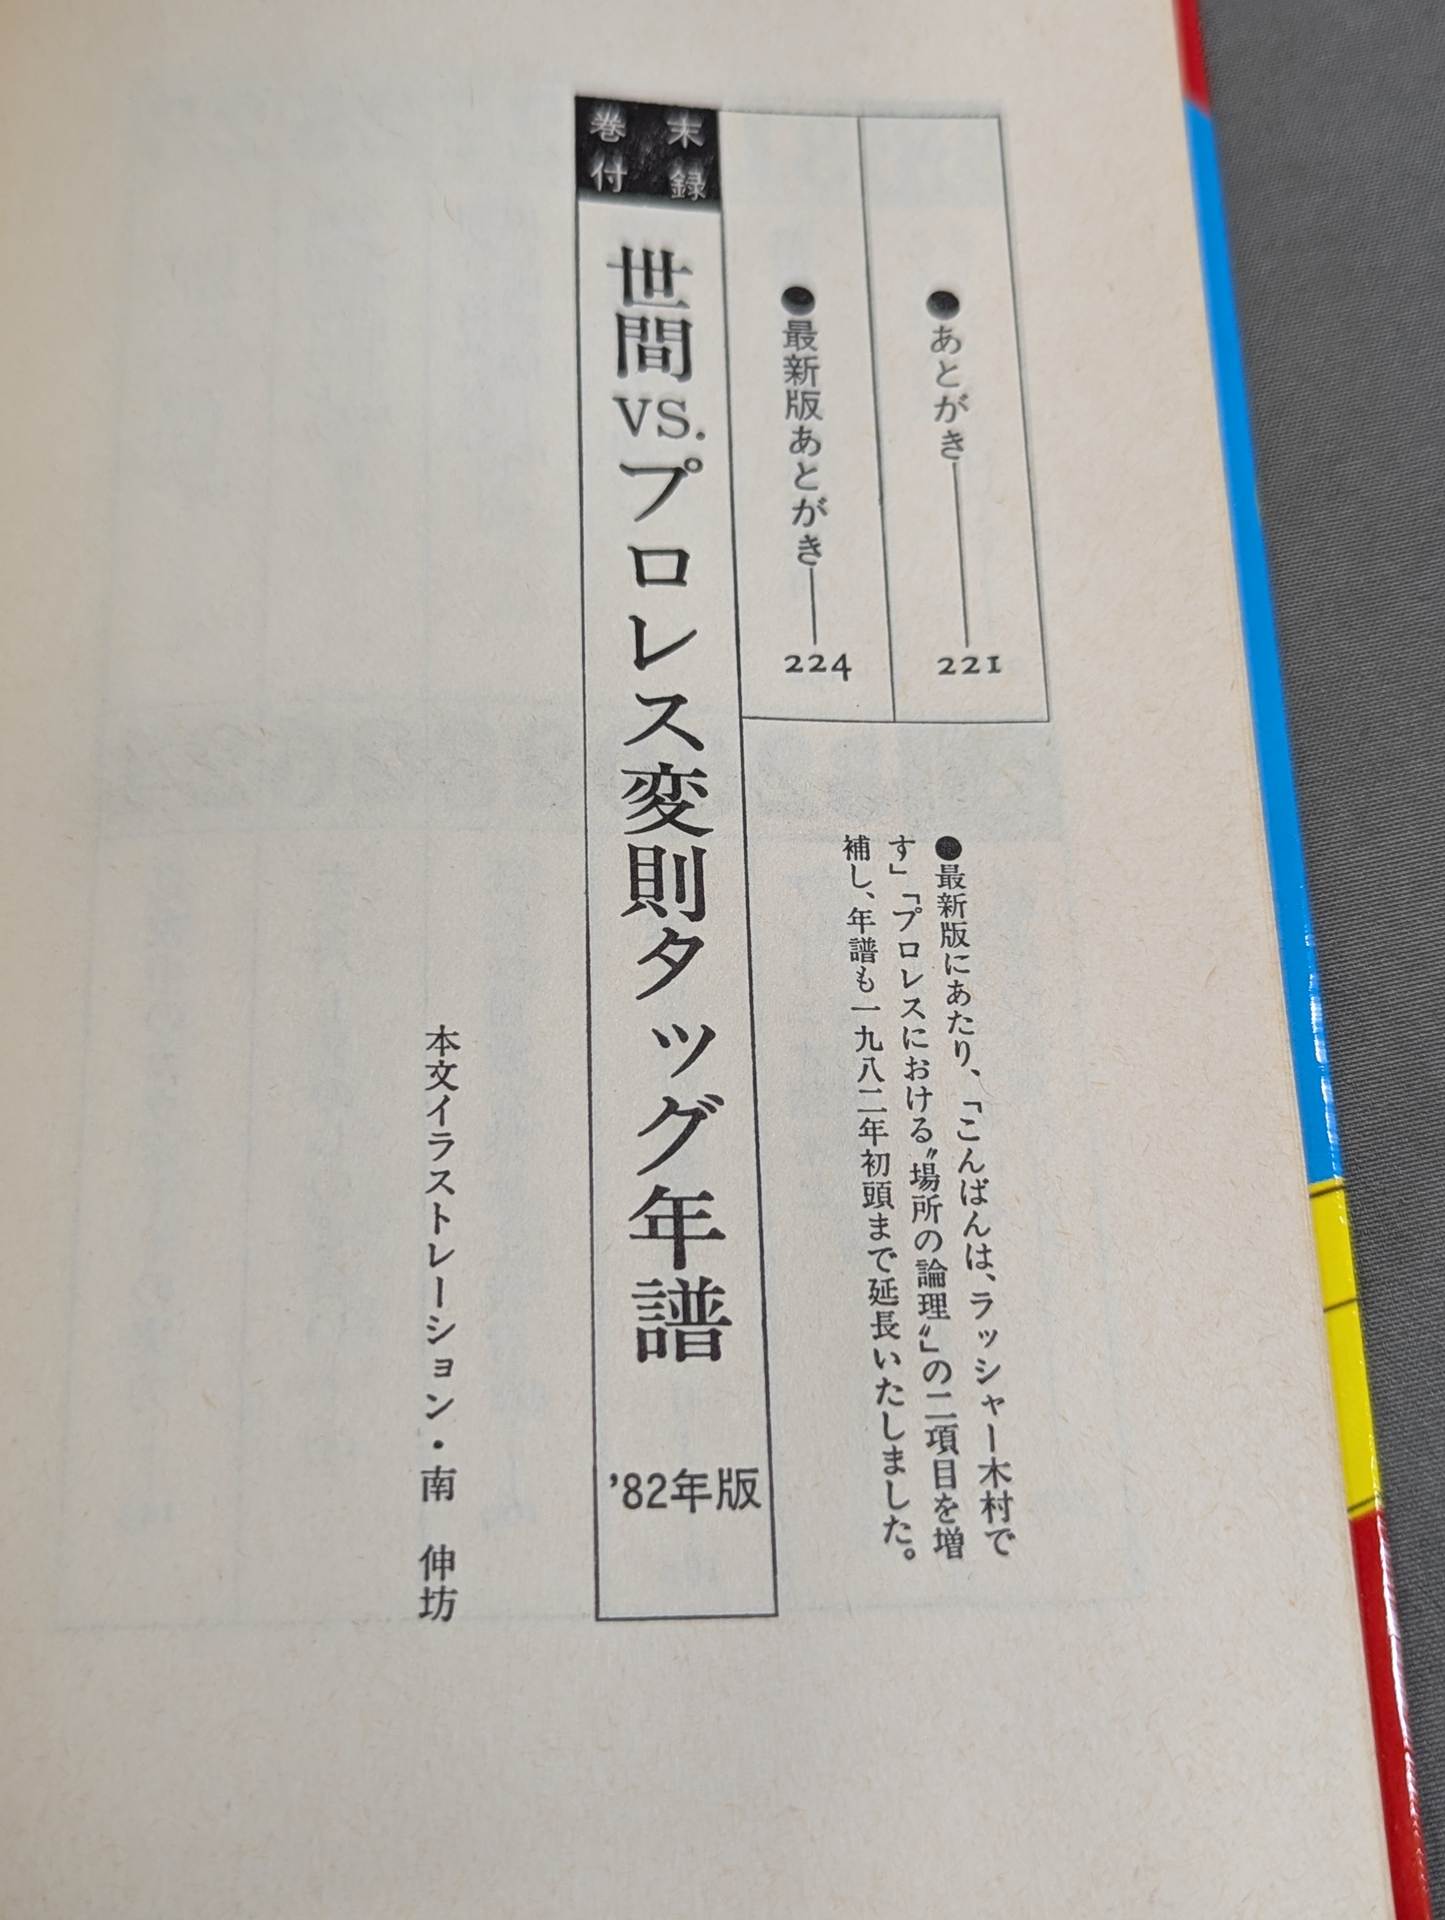 ●あとがき――221
●最新版あとがき――224
●最新版にあたり、「こんばんは、ラッシャー木村で
す」「プロレスにおける〝場所の論理〟」の二項目を増
補し、年譜も一九八二年初頭まで延長いたしました。
巻末付録
世間VS.プロレス変則タッグ年譜 '82年版
本文イラストレーション・南 伸坊